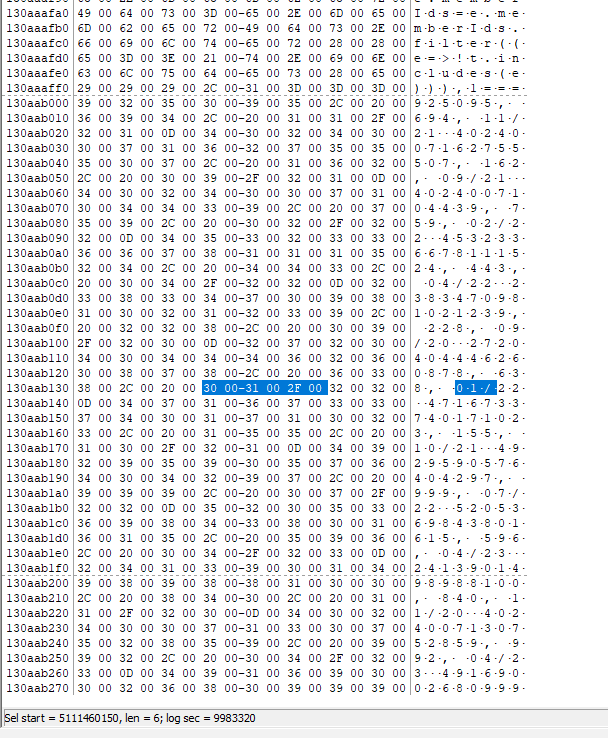 130aaafa0 49 00 64 00 73 00 3D 00-65 00 2E 00 6D 00 65 00 I·d·s·=·e·.·m·e·
130aaafb0 6D 00 62 00 65 00 72 00-49 00 64 00 73 00 2E 00 m·b·e·r·I·d·s·.·
130aaafc0 66 00 69 00 6C 00 74 00-65 00 72 00 28 00 28 00 f·i·l·t·e·r·(·(·
130aaafd0 65 00 3D 00 3E 00 21 00-74 00 2E 00 69 00 6E 00 e·=·>·!·t·.·i·n·
130aaafe0 63 00 6C 00 75 00 64 00-65 00 73 00 28 00 65 00 c·l·u·d·e·s·(·e·
130aaaff0 29 00 29 00 29 00 2C 00-31 00 3D 00 3D 00 3D 00 )·)·)·,·1·=·=·=·
130aab000 39 00 32 00 35 00 30 00-39 00 35 00 2C 00 20 00 9·2·5·0·9·5·,· ·
130aab010 36 00 39 00 34 00 2C 00-20 00 31 00 31 00 2F 00 6·9·4·,· ·1·1·/·
130aab020 32 00 31 00 0D 00 34 00-30 00 32 00 34 00 30 00 2·1···4·0·2·4·0·
130aab030 30 00 37 00 31 00 36 00-32 00 37 00 35 00 35 00 0·7·1·6·2·7·5·5·
130aab040 35 00 30 00 37 00 2C 00-20 00 31 00 36 00 32 00 5·0·7·,· ·1·6·2·
130aab050 2C 00 20 00 30 00 39 00-2F 00 32 00 31 00 0D 00 ,· ·0·9·/·2·1···
130aab060 34 00 30 00 32 00 34 00-30 00 30 00 37 00 31 00 4·0·2·4·0·0·7·1·
130aab070 30 00 34 00 34 00 33 00-39 00 2C 00 20 00 37 00 0·4·4·3·9·,· ·7·
130aab080 35 00 39 00 2C 00 20 00-30 00 32 00 2F 00 32 00 5·9·,· ·0·2·/·2·
130aab090 32 00 0D 00 34 00 35 00-33 00 32 00 33 00 33 00 2···4·5·3·2·3·3·
130aab0a0 36 00 36 00 37 00 38 00-31 00 31 00 31 00 35 00 6·6·7·8·1·1·1·5·
130aab0b0 32 00 34 00 2C 00 20 00-34 00 34 00 33 00 2C 00 2·4·,· ·4·4·3·,·
130aab0c0 20 00 30 00 34 00 2F 00-32 00 32 00 0D 00 32 00  ·0·4·/·2·2···2·
130aab0d0 33 00 38 00 33 00 34 00-37 00 30 00 39 00 38 00 3·8·3·4·7·0·9·8·
130aab0e0 31 00 30 00 32 00 31 00-32 00 33 00 39 00 2C 00 1·0·2·1·2·3·9·,·
130aab0f0 20 00 32 00 32 00 38 00-2C 00 20 00 30 00 39 00  ·2·2·8·,· ·0·9·
130aab100 2F 00 32 00 30 00 0D 00-32 00 37 00 32 00 30 00 /·2·0···2·7·2·0·
130aab110 34 00 30 00 34 00 34 00-34 00 36 00 32 00 36 00 4·0·4·4·4·6·2·6·
130aab120 30 00 38 00 37 00 38 00-2C 00 20 00 36 00 33 00 0·8·7·8·,· ·6·3·
130aab130 38 00 2C 00 20 00 30 00-31 00 2F 00 32 00 32 00 8·,· ·0·1·/·2·2·
130aab140 0D 00 34 00 37 00 31 00-36 00 37 00 33 00 33 00 ··4·7·1·6·7·3·3·
130aab150 37 00 34 00 30 00 31 00-37 00 31 00 30 00 32 00 7·4·0·1·7·1·0·2·
130aab160 33 00 2C 00 20 00 31 00-35 00 35 00 2C 00 20 00 3·,· ·1·5·5·,· ·
130aab170 31 00 30 00 2F 00 32 00-31 00 0D 00 34 00 39 00 1·0·/·2·1···4·9·
130aab180 32 00 39 00 35 00 39 00-30 00 35 00 37 00 36 00 2·9·5·9·0·5·7·6·
130aab190 34 00 30 00 34 00 32 00-39 00 37 00 2C 00 20 00 4·0·4·2·9·7·,· ·
130aab1a0 39 00 39 00 39 00 2C 00-20 00 30 00 37 00 2F 00 9·9·9·,· ·0·7·/·
130aab1b0 32 00 32 00 0D 00 35 00-32 00 30 00 35 00 33 00 2·2···5·2·0·5·3·
130aab1c0 36 00 39 00 38 00 34 00-33 00 38 00 30 00 31 00 6·9·8·4·3·8·0·1·
130aab1d0 36 00 31 00 35 00 2C 00-20 00 35 00 39 00 36 00 6·1·5·,· ·5·9·6·
130aab1e0 2C 00 20 00 30 00 34 00-2F 00 32 00 33 00 0D 00 ,· ·0·4·/·2·3···
130aab1f0 32 00 34 00 31 00 33 00-39 00 30 00 31 00 34 00 2·4·1·3·9·0·1·4·
130aab200 39 00 38 00 39 00 38 00-38 00 31 00 30 00 30 00 9·8·9·8·8·1·0·0·
130aab210 2C 00 20 00 38 00 34 00-30 00 2C 00 20 00 31 00 ,· ·8·4·0·,· ·1·
130aab220 31 00 2F 00 32 00 30 00-0D 00 34 00 30 00 32 00 1·/·2·0···4·0·2·
130aab230 34 00 30 00 30 00 37 00-31 00 33 00 30 00 37 00 4·0·0·7·1·3·0·7·
130aab240 35 00 32 00 38 00 35 00-39 00 2C 00 20 00 39 00 5·2·8·5·9·,· ·9·
130aab250 39 00 32 00 2C 00 20 00-30 00 34 00 2F 00 32 00 9·2·,· ·0·4·/·2·
130aab260 33 00 0D 00 34 00 39 00-31 00 36 00 39 00 30 00 3···4·9·1·6·9·0·
130aab270 30 00 32 00 36 00 38 00-30 00 39 00 39 00 39 00 0·2·6·8·0·9·9·9·
Sel start = 5111460150, len = 6; log sec = 9983320